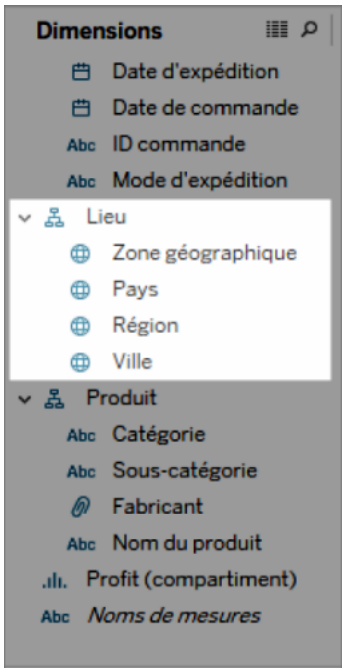 Dimensions
Date d'expédition
Date de commande
Abc ID commande
Abc Mode d'expédition
Lieu
Zone géographique
Pays
Région
Ville
Produit
Abc Catégorie
Abc Sous-catégorie
Fabricant
Abc Nom du produit
Profit (compartiment)
Abc Noms de mesures